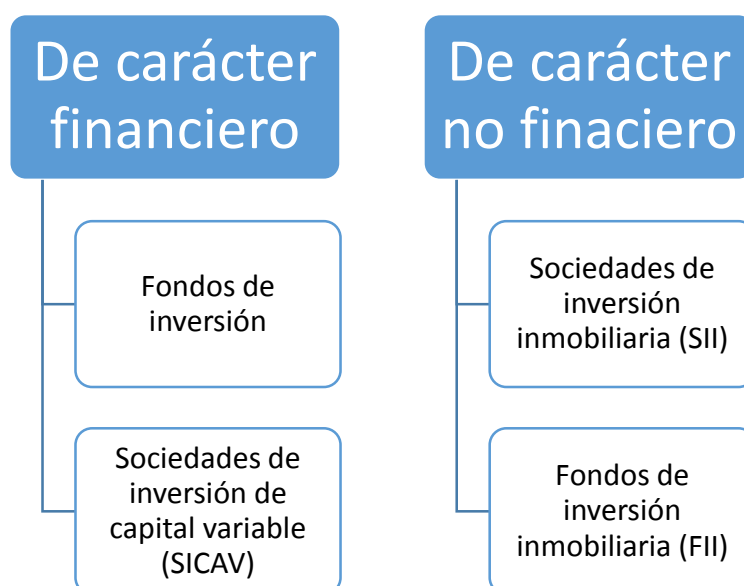 De carácter
financiero
Fondos de
inversión
Sociedades de
inversión de
capital variable
(SICAV)
De carácter
no finaciero
Sociedades de
inversión
inmobiliaria (SII)
Fondos de
inversión
inmobiliaria (FII)